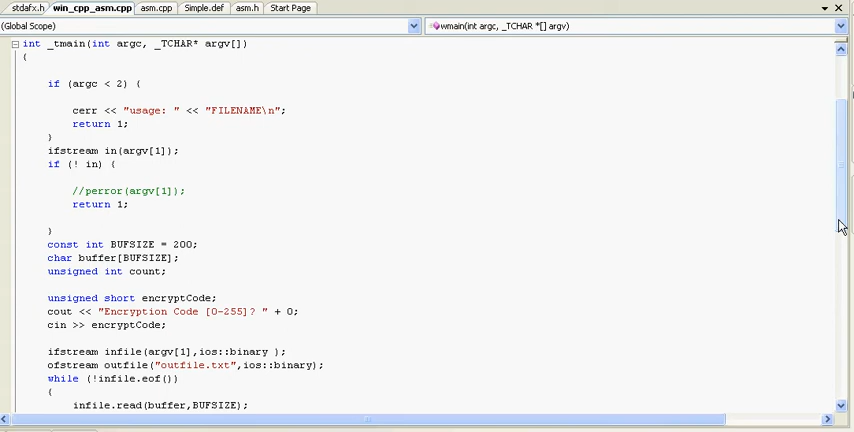 stdafx.h win_cpp_asm.cpp asm.cpp Simple.def asm.h Start Page
(Global Scope) wmain(int argc, _TCHAR *[] argv)
int _tmain(int argc, _TCHAR* argv[])
{
if (argc < 2) {
cerr << "usage: " << "FILENAME\n";
return 1;
}
ifstream in(argv[1]);
if (! in) {
//perror(argv[1]);
return 1;
}
const int BUFSIZE = 200;
char buffer[BUFSIZE];
unsigned int count;
unsigned short encryptCode;
cout << "Encryption Code [0-255]? " + 0;
cin >> encryptCode;
ifstream infile(argv[1],ios::binary );
ofstream outfile("outfile.txt",ios::binary);
while (!infile.eof())
{
infile.read(buffer,BUFSIZE);